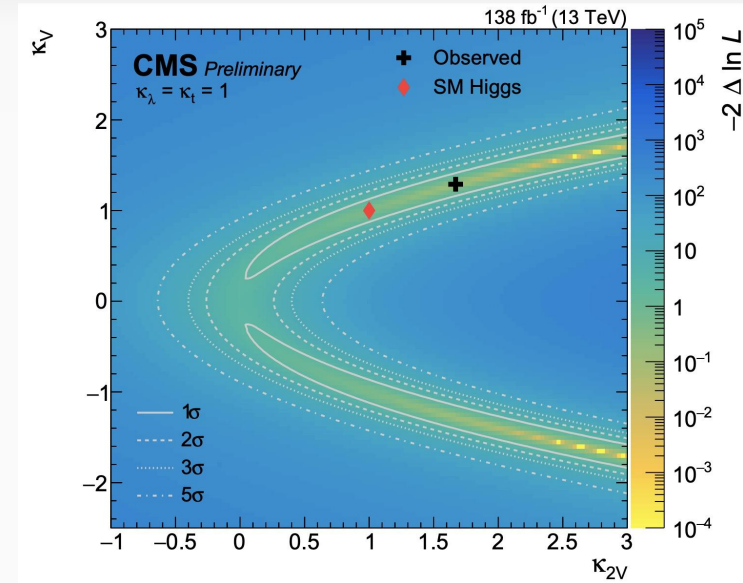 138 fb⁻¹ (13 TeV)
κ_V
3
2
1
0
−1
−2
CMS Preliminary
κ_λ = κ_t = 1
Observed
SM Higgs
1σ
2σ
3σ
5σ
−1 −0.5 0 0.5 1 1.5 2 2.5 3
κ_2V
10⁵
10⁴
10³
10²
10
1
10⁻¹
10⁻²
10⁻³
10⁻⁴
−2 Δ ln L